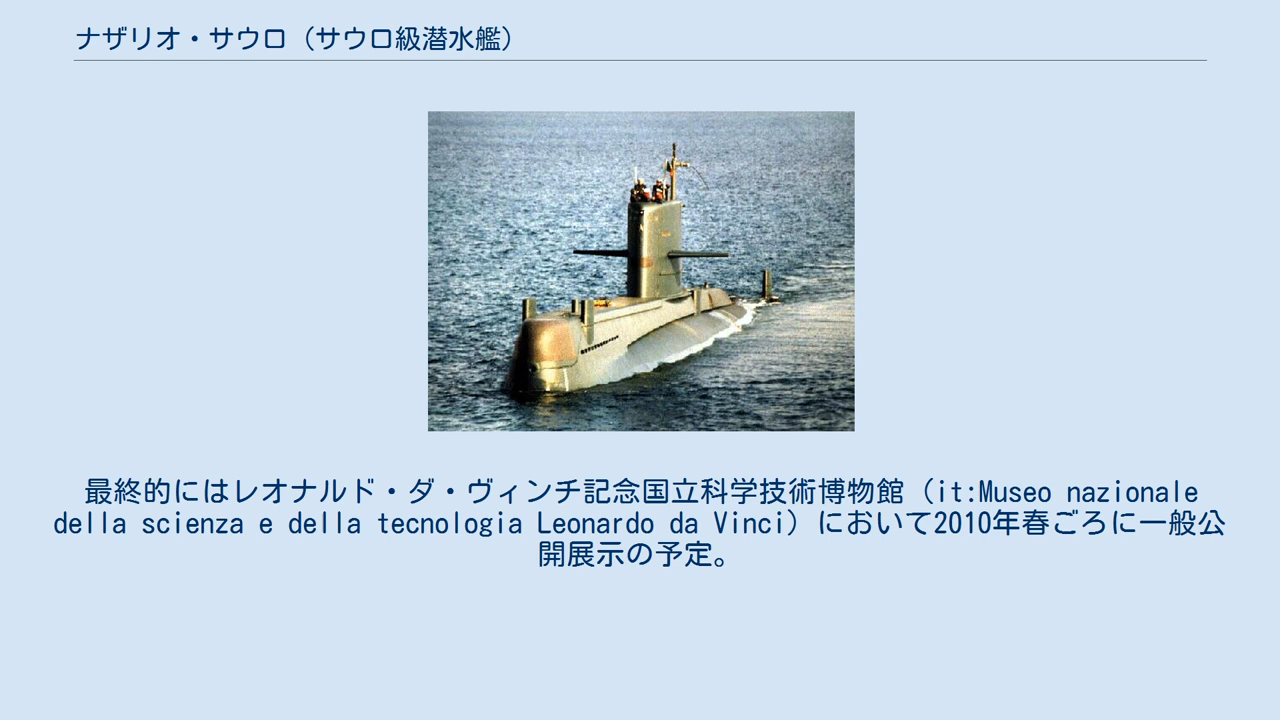 ナザリオ・サウロ（サウロ級潜水艦）
最終的にはレオナルド・ダ・ヴィンチ記念国立科学技術博物館（it:Museo nazionale
della scienza e della tecnologia Leonardo da Vinci）において2010年春ごろに一般公
開展示の予定。